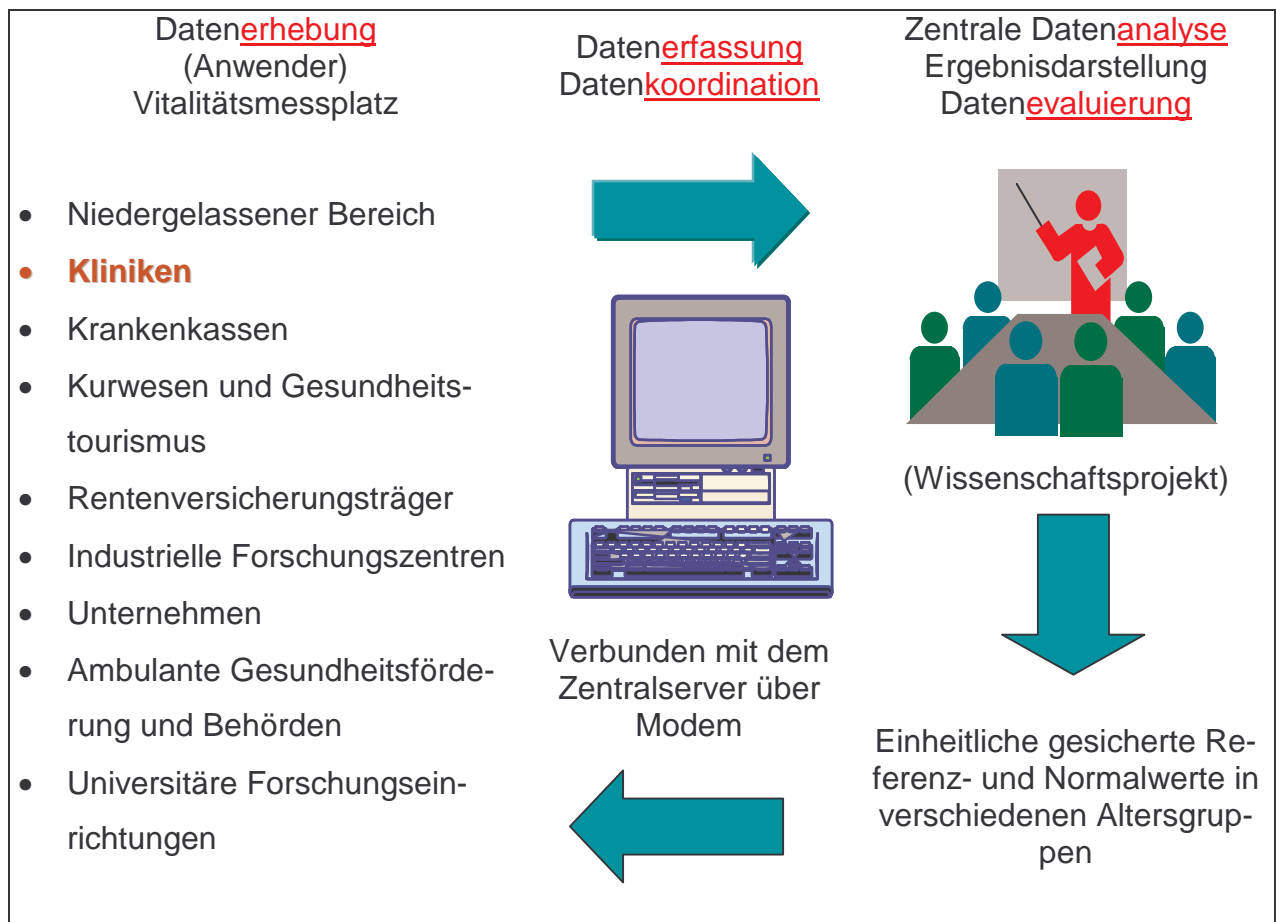 Datenerhebung
(Anwender)
Vitalitätsmessplatz
• Niedergelassener Bereich
• Kliniken
• Krankenkassen
• Kurwesen und Gesundheits-
tourismus
• Rentenversicherungsträger
• Industrielle Forschungszentren
• Unternehmen
• Ambulante Gesundheitsförde-
rung und Behörden
• Universitäre Forschungsein-
richtungen
Datenerfassung
Datenkoordination
Verbunden mit dem
Zentralserver über
Modem
Zentrale Datenanalyse
Ergebnisdarstellung
Datenevaluierung
(Wissenschaftsprojekt)
Einheitliche gesicherte Re-
ferenz- und Normalwerte in
verschiedenen Altersgrup-
pen